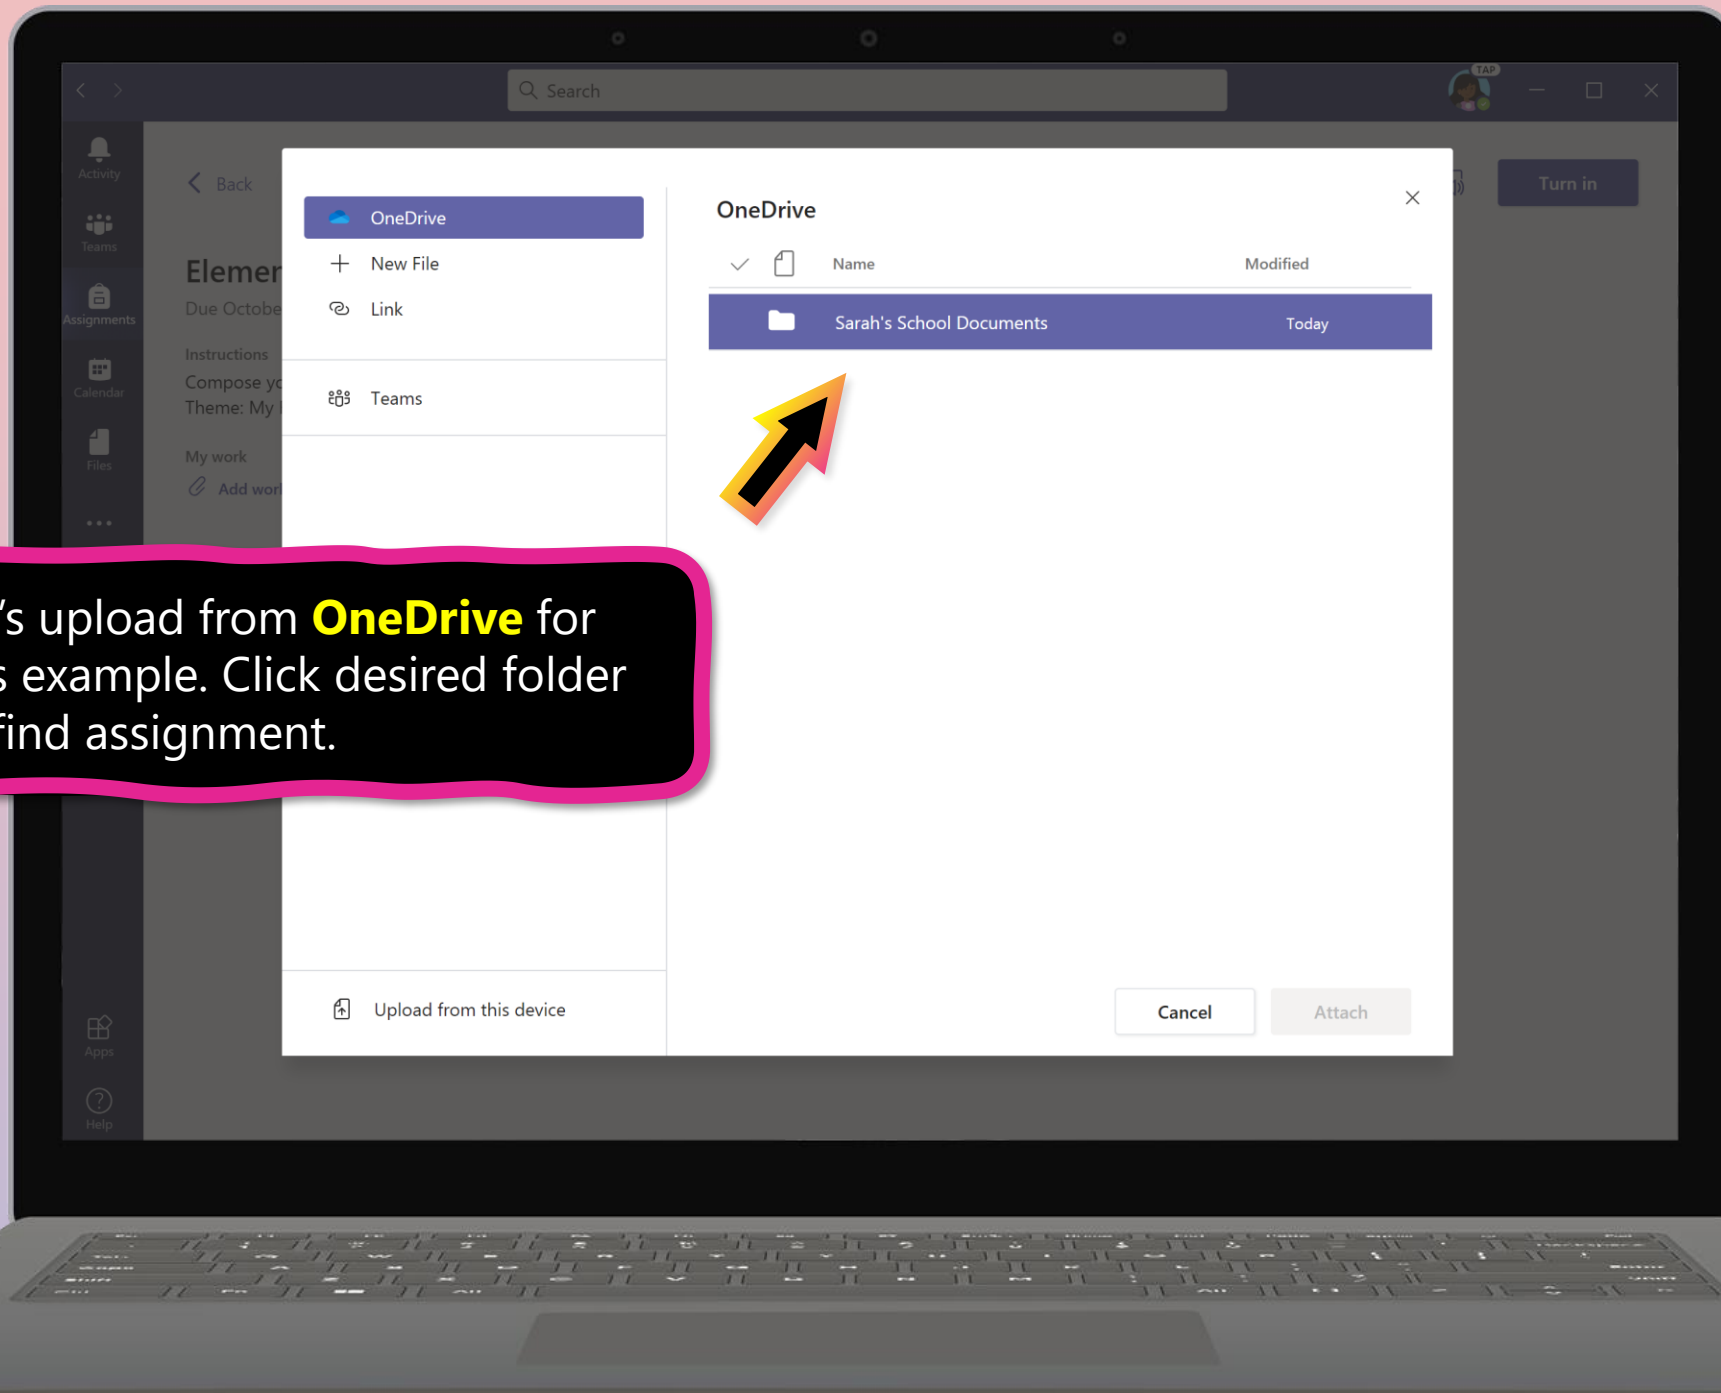 Search
TAP
Activity
Back
Turn in
Teams
Elemer
Due Octobe
Assignments
Instructions
Compose yo
Theme: My
Calendar
My work
Add worl
Files
OneDrive
New File
Link
Teams
Upload from this device
OneDrive
Name Modified
Sarah's School Documents Today
Cancel Attach
's upload from OneDrive for
s example. Click desired folder
find assignment.
Apps
Help